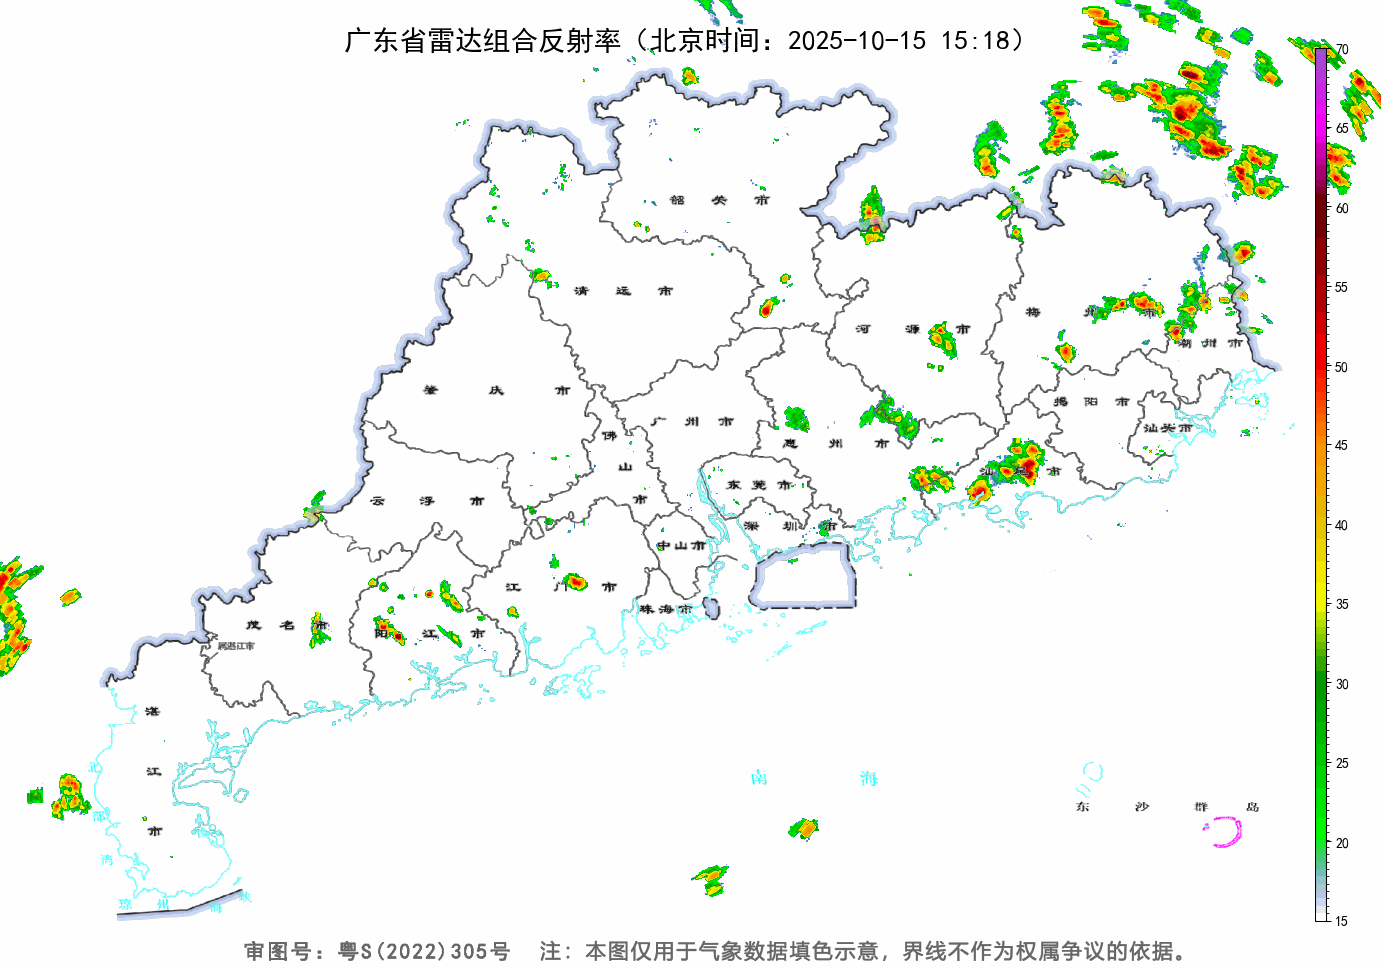 广东省雷达组合反射率（北京时间：2025-10-15 15:18）
70
65
60
55
50
45
40
35
30
25
20
15
韶 关 市
清 远 市
河 源 市
梅 州 市
潮 州 市
肇 庆 市
广 州 市
揭 阳 市
汕头市
惠 州 市
佛 山 市
汕 尾 市
东 莞 市
云 浮 市
深 圳 市
中山市
江 门 市
珠海市
茂 名 市
阳 江 市
属湛江市
湛 江 市
北 部 湾
南 海
东 沙 群 岛
琼 州 海 峡
审图号：粤S(2022)305号 注：本图仅用于气象数据填色示意，界线不作为权属争议的依据。